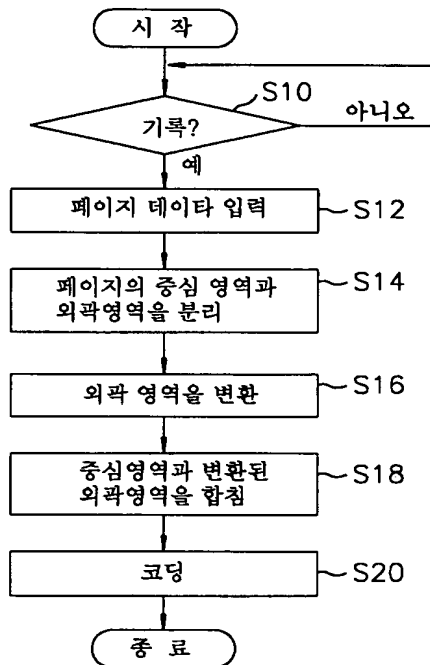 시 작
S10
기록?
아니오
예
페이지 데이타 입력
S12
페이지의 중심 영역과
외곽영역을 분리
S14
외곽 영역을 변환
S16
중심영역과 변환된
외곽영역을 합침
S18
코딩
S20
종 료